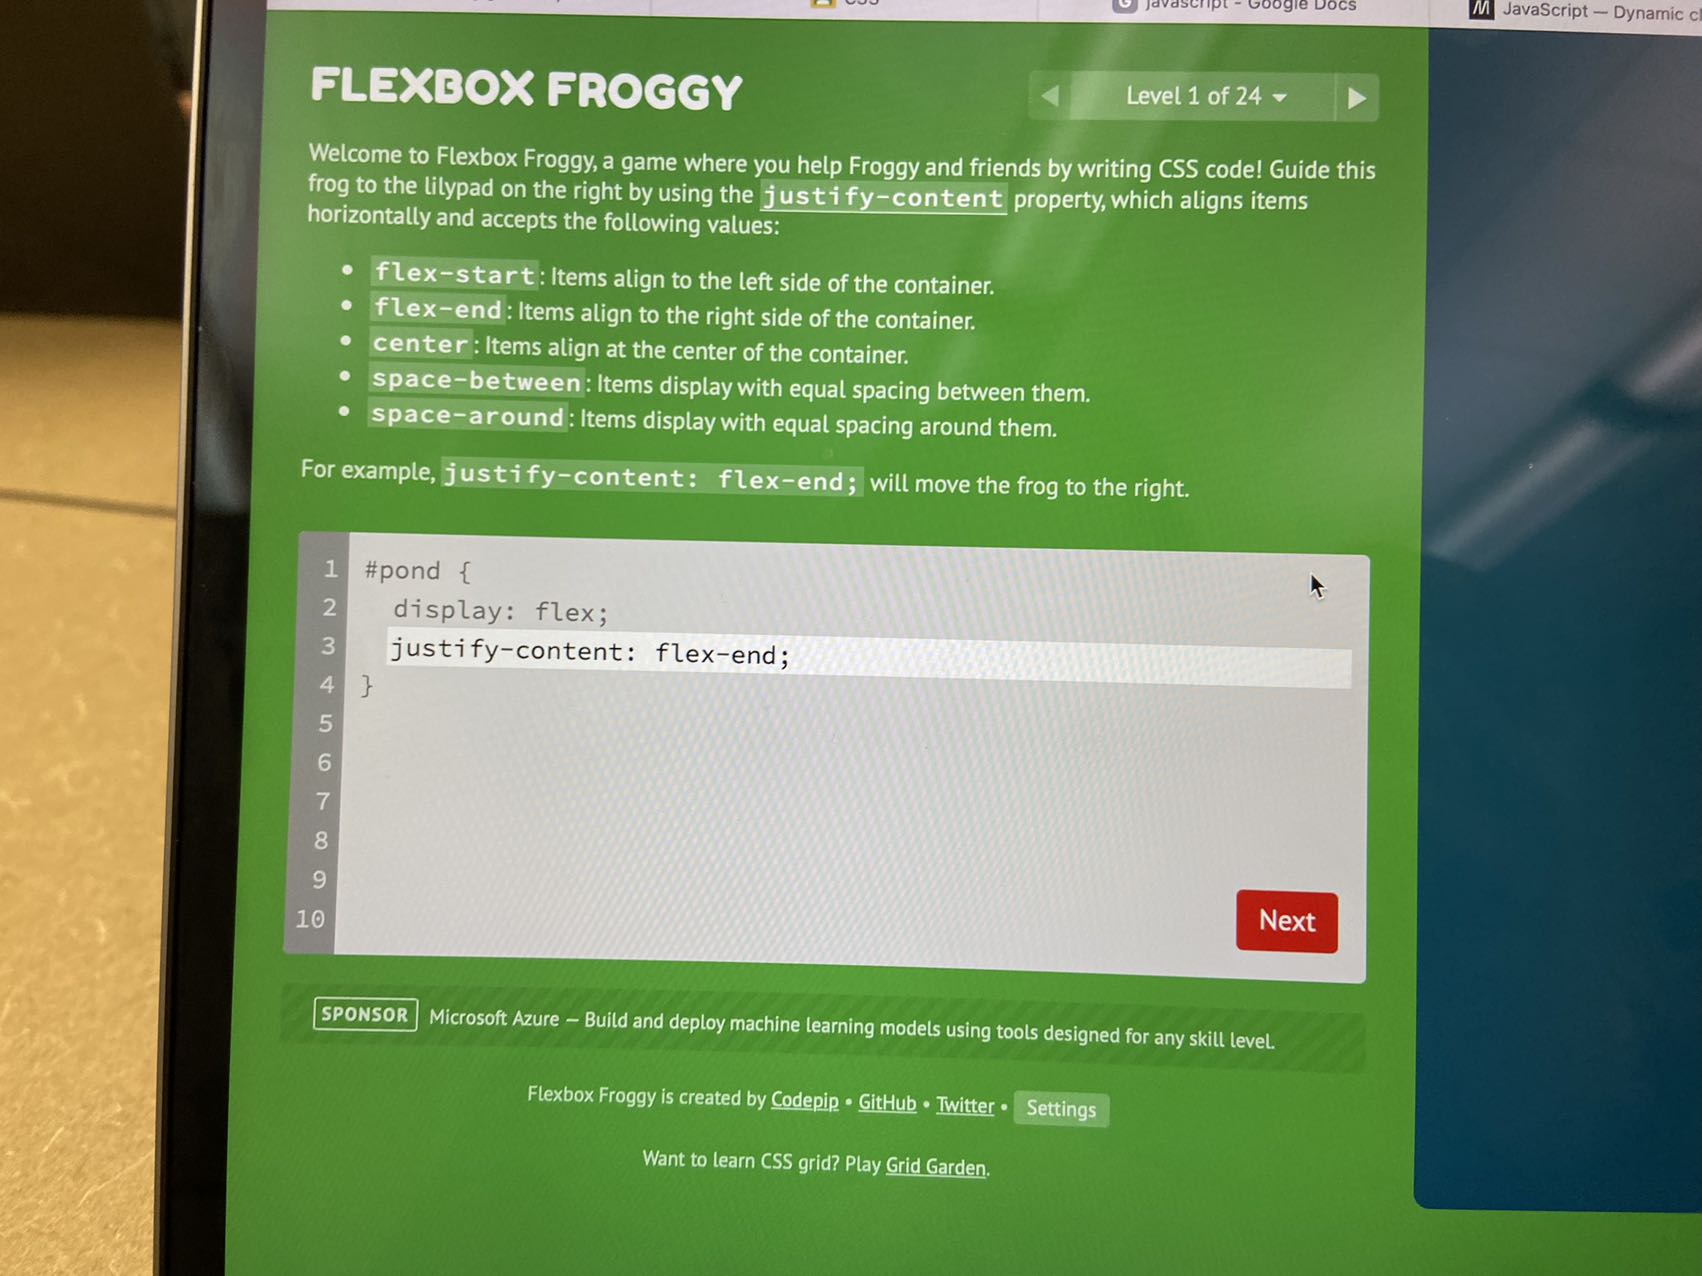 javascript - Google Docs
JavaScript — Dynamic
FLEXBOX FROGGY
Level 1 of 24
Welcome to Flexbox Froggy, a game where you help Froggy and friends by writing CSS code! Guide this
frog to the lilypad on the right by using the justify-content property, which aligns items
horizontally and accepts the following values:
• flex-start: Items align to the left side of the container.
• flex-end: Items align to the right side of the container.
• center: Items align at the center of the container.
• space-between: Items display with equal spacing between them.
• space-around: Items display with equal spacing around them.
For example, justify-content: flex-end; will move the frog to the right.
1 #pond {
2 display: flex;
3 justify-content: flex-end;
4 }
5
6
7
8
9
10
Next
SPONSOR Microsoft Azure — Build and deploy machine learning models using tools designed for any skill level.
Flexbox Froggy is created by Codepip • GitHub • Twitter • Settings
Want to learn CSS grid? Play Grid Garden.